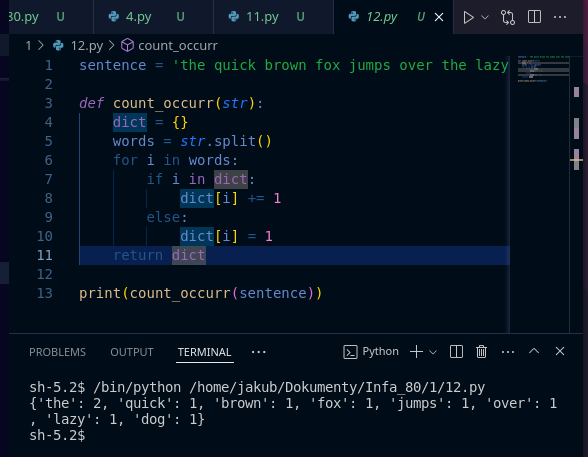 30.py U 4.py U 11.py U 12.py U
1 > 12.py > count_occurr
1 sentence = 'the quick brown fox jumps over the lazy
2
3 def count_occurr(str):
4 dict = {}
5 words = str.split()
6 for i in words:
7 if i in dict:
8 dict[i] += 1
9 else:
10 dict[i] = 1
11 return dict
12
13 print(count_occurr(sentence))
PROBLEMS OUTPUT TERMINAL ··· Python
sh-5.2$ /bin/python /home/jakub/Dokumenty/Infa_80/1/12.py
{'the': 2, 'quick': 1, 'brown': 1, 'fox': 1, 'jumps': 1, 'over': 1
, 'lazy': 1, 'dog': 1}
sh-5.2$